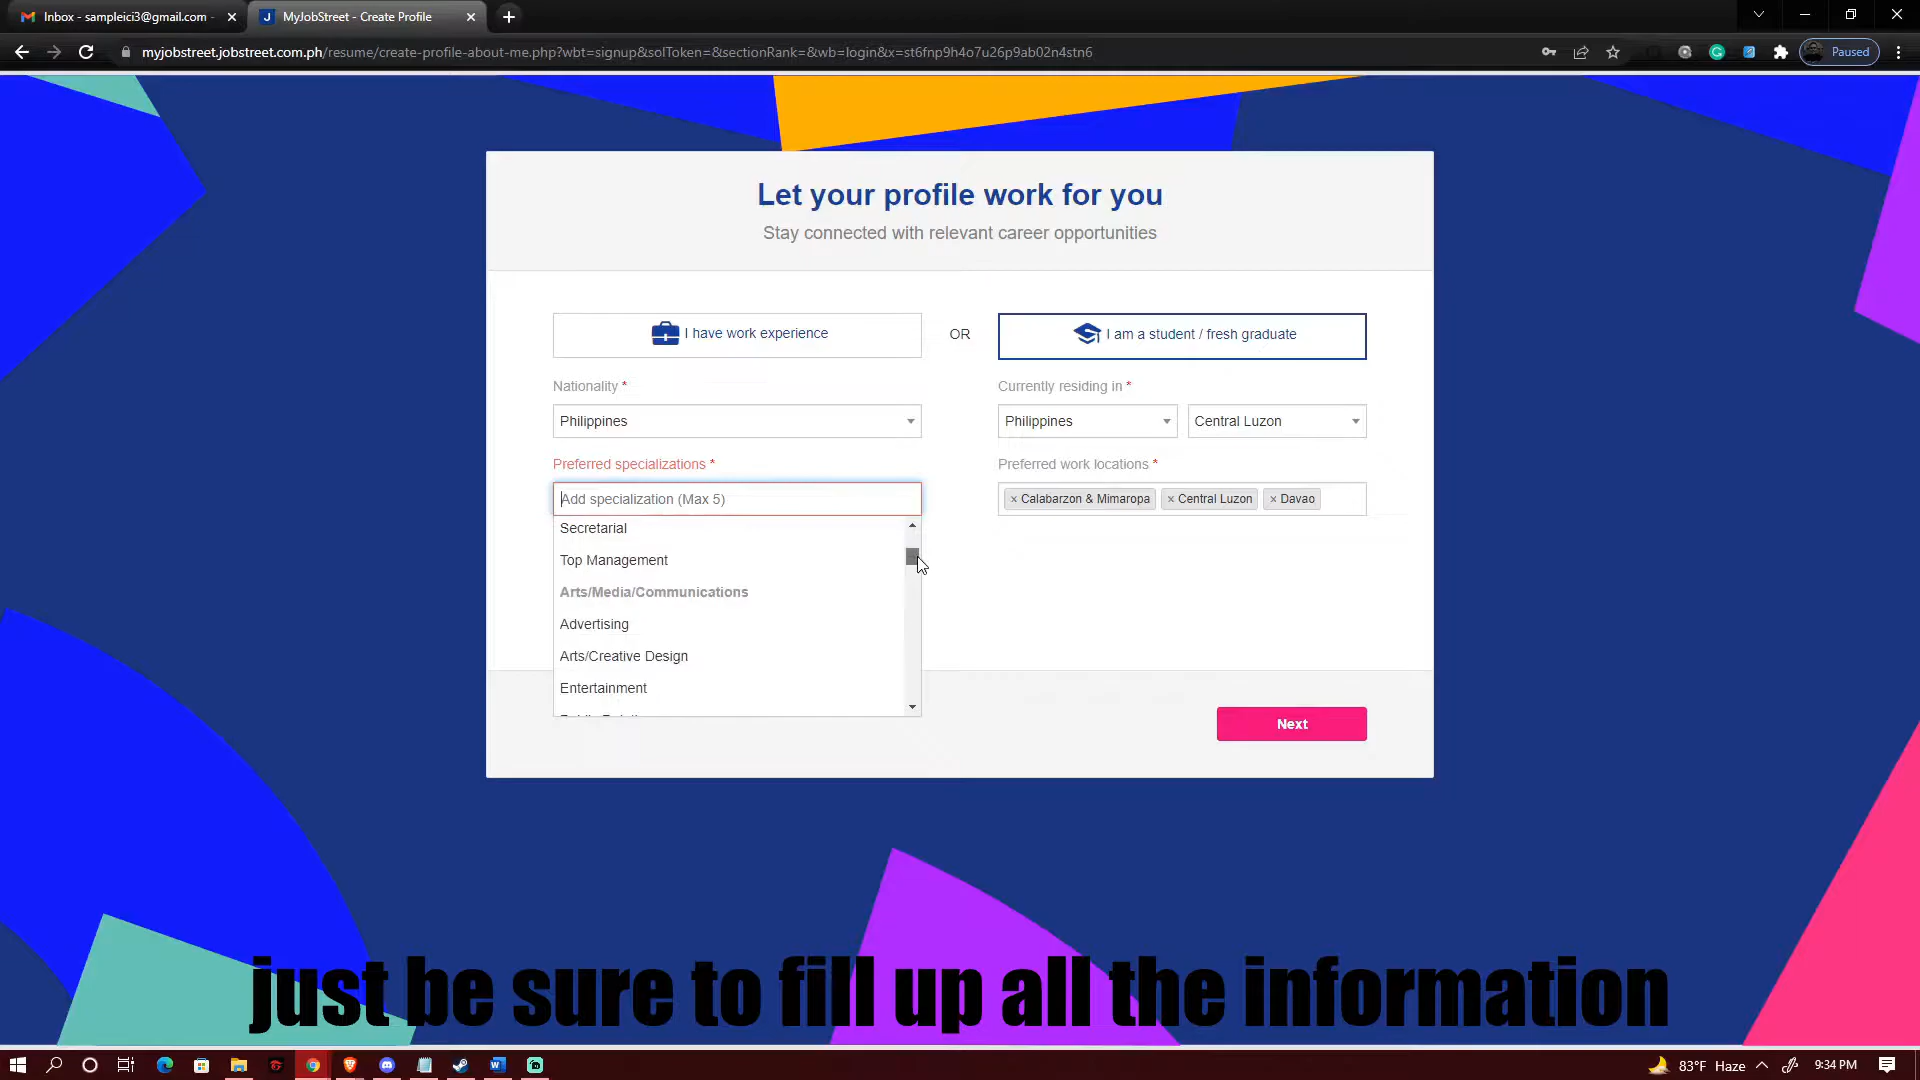 Inbox - sampleici3@gmail.com -
MyJobStreet - Create Profile
myjobstreet.jobstreet.com.ph/resume/create-profile-about-me.php?wbt=signup&solToken=&sectionRank=&wb=login&x=st6fnp9h4o7u26p9ab02n4stn6
Paused
Let your profile work for you
Stay connected with relevant career opportunities
I have work experience
OR
I am a student / fresh graduate
Nationality *
Currently residing in *
Philippines
Philippines
Central Luzon
Preferred specializations *
Preferred work locations *
Add specialization (Max 5)
× Calabarzon & Mimaropa
× Central Luzon
× Davao
Secretarial
Top Management
Arts/Media/Communications
Advertising
Arts/Creative Design
Entertainment
Next
just be sure to fill up all the information
83°F Haze
9:34 PM